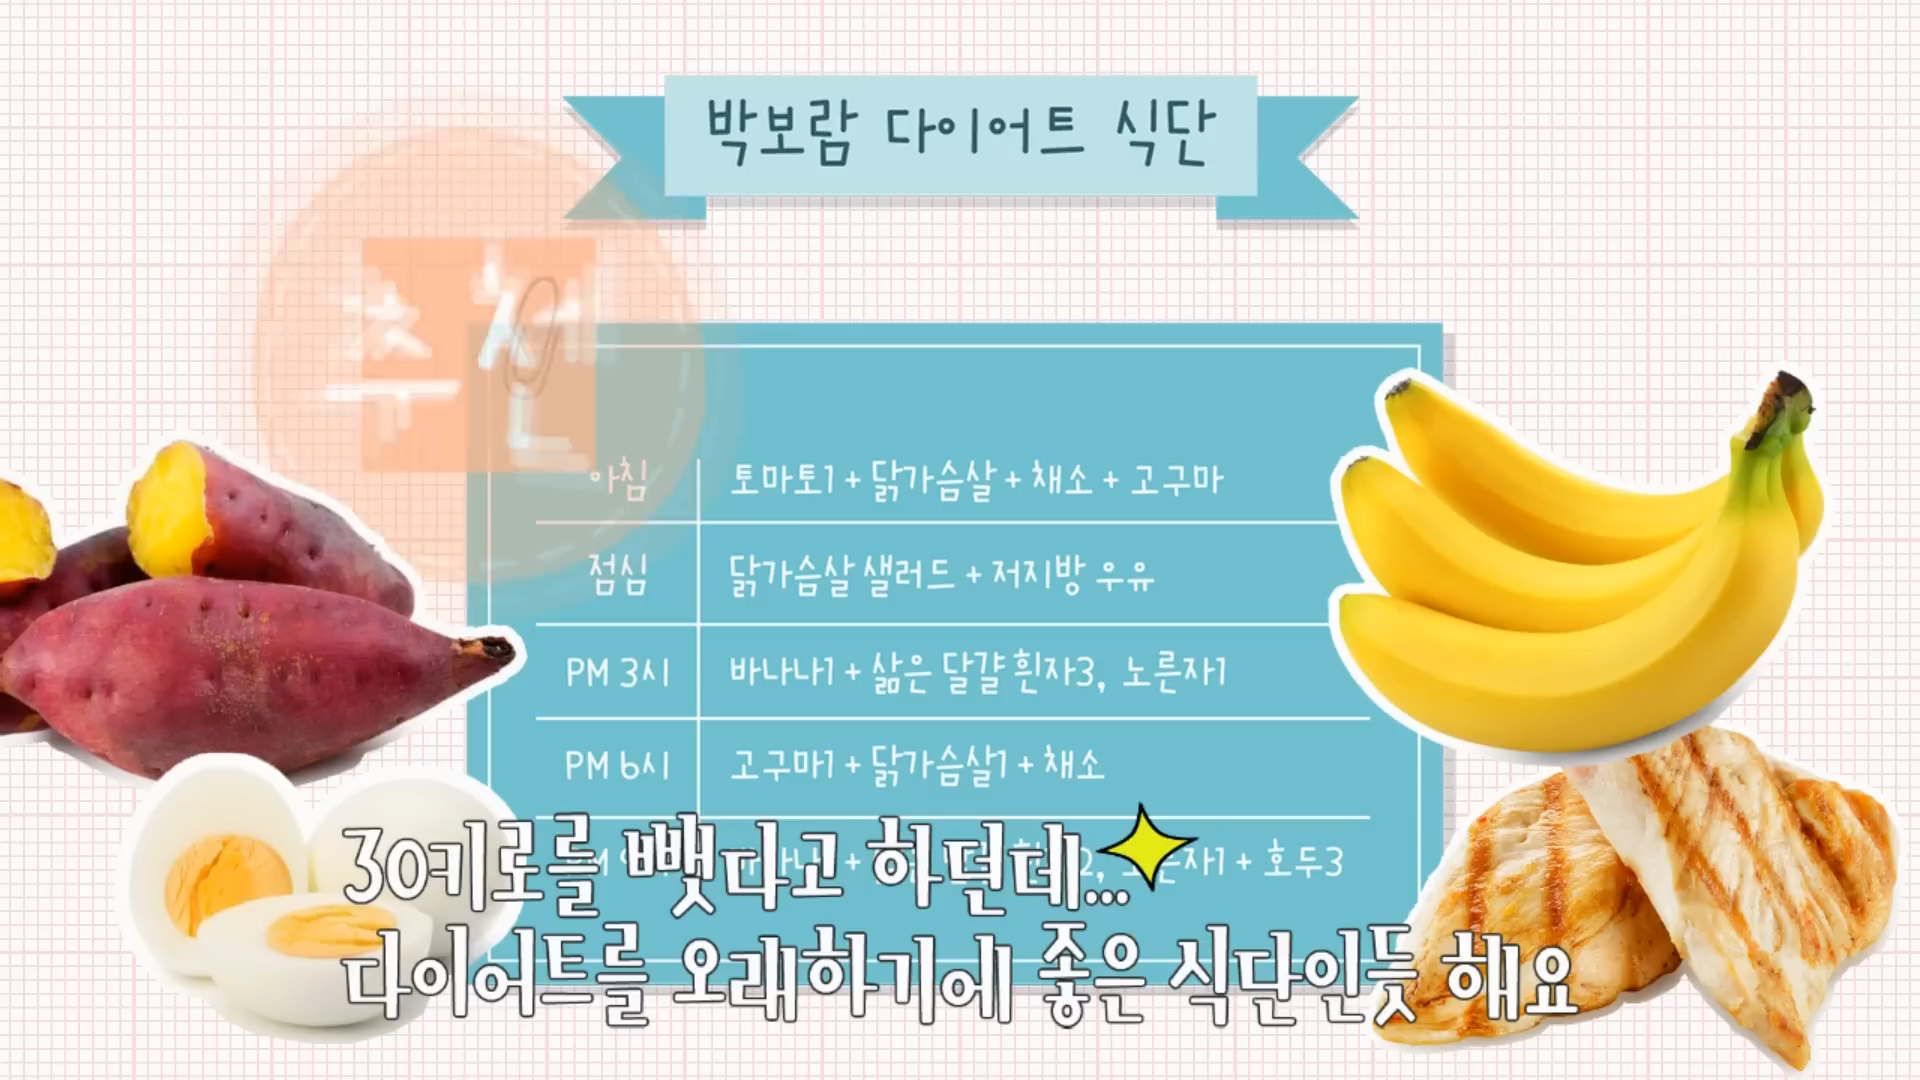 박보람 다이어트 식단
추천
아침 토마토1 + 닭가슴살 + 채소 + 고구마
점심 닭가슴살 샐러드 + 저지방 우유
PM 3시 바나나1 + 삶은 달걀 흰자3, 노른자1
PM 6시 고구마1 + 닭가슴살1 + 채소
노른자1 + 호두3
30키로를 뺐다고 하던데...
다이어트를 오래하기에 좋은 식단인듯 해요